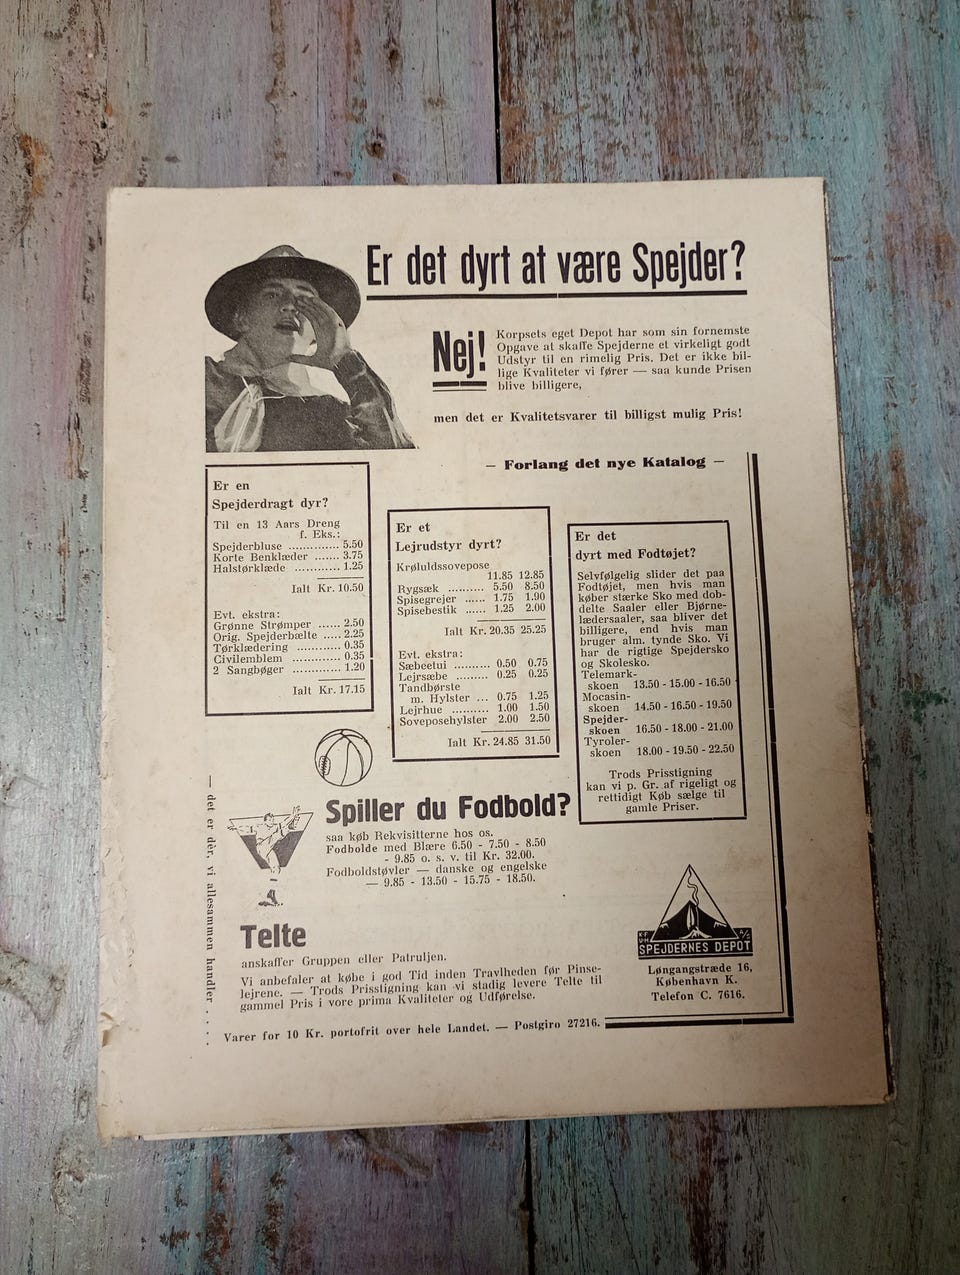 Er det dyrt at være Spejder?
Nej!
Korpsets eget Depot har som sin fornemste
Opgave at skaffe Spejderne et virkeligt godt
Udstyr til en rimelig Pris. Det er ikke bil-
lige Kvaliteter vi fører — saa kunde Prisen
blive billigere,
men det er Kvalitetsvarer til billigst mulig Pris!
— Forlang det nye Katalog —
Er en
Spejderdragt dyr?
Til en 13 Aars Dreng
f. Eks.:
Spejderbluse .............. 5.50
Korte Benklæder ....... 3.75
Halstørklæde ............ 1.25
Ialt Kr. 10.50
Evt. ekstra:
Grønne Strømper ...... 2.50
Orig. Spejderbælte ..... 2.25
Tørklædering ............ 0.35
Civilemblem ............. 0.35
2 Sangbøger ............. 1.20
Ialt Kr. 17.15
Er et
Lejrudstyr dyrt?
Krøluldssovepose
11.85 12.85
Rygsæk .......... 5.50 8.50
Spisegrejer ...... 1.75 1.90
Spisebestik ...... 1.25 2.00
Ialt Kr. 20.35 25.25
Evt. ekstra:
Sæbeetui .......... 0.50 0.75
Lejrsæbe .......... 0.25 0.25
Tandbørste
m. Hylster ... 0.75 1.25
Lejrhue .......... 1.00 1.50
Soveposehylster 2.00 2.50
Ialt Kr. 24.85 31.50
Er det
dyrt med Fodtøjet?
Selvfølgelig slider det paa
Fodtøjet, men hvis man
køber stærke Sko med dob-
delte Saaler eller Bjørne-
lædersaaler, saa bliver det
billigere, end hvis man
bruger alm. tynde Sko. Vi
har de rigtige Spejdersko
og Skolesko.
Telemark-
skoen 13.50 - 15.00 - 16.50
Mocasin-
skoen 14.50 - 16.50 - 19.50
Spejder-
skoen 16.50 - 18.00 - 21.00
Tyroler-
skoen 18.00 - 19.50 - 22.50
Trods Prisstigning
kan vi p. Gr. af rigeligt og
rettidigt Køb sælge til
gamle Priser.
Spiller du Fodbold?
saa køb Rekvisitterne hos os.
Fodbolde med Blære 6.50 - 7.50 - 8.50
- 9.85 o. s. v. til Kr. 32.00.
Fodboldstøvler — danske og engelske
— 9.85 - 13.50 - 15.75 - 18.50.
— det er dèr, vi allesammen handler . . . .
Telte
anskaffer Gruppen eller Patruljen.
Vi anbefaler at købe i god Tid inden Travlheden før Pinse-
lejrene. — Trods Prisstigning kan vi stadig levere Telte til
gammel Pris i vore prima Kvaliteter og Udførelse.
K·F
UM
A/S
SPEJDERNES DEPOT
Løngangstræde 16,
København K.
Telefon C. 7616.
Varer for 10 Kr. portofrit over hele Landet. — Postgiro 27216.